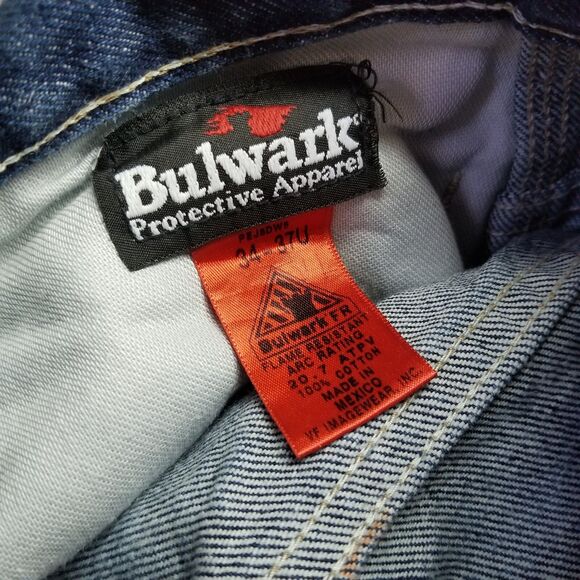 Bulwark
Protective Apparel
PEJ8DW8
34 - 37U
Bulwark FR
FLAME RESISTANT
ARC RATING
20.7 ATPV
100% COTTON
MADE IN
MEXICO
VF IMAGEWEAR, INC.